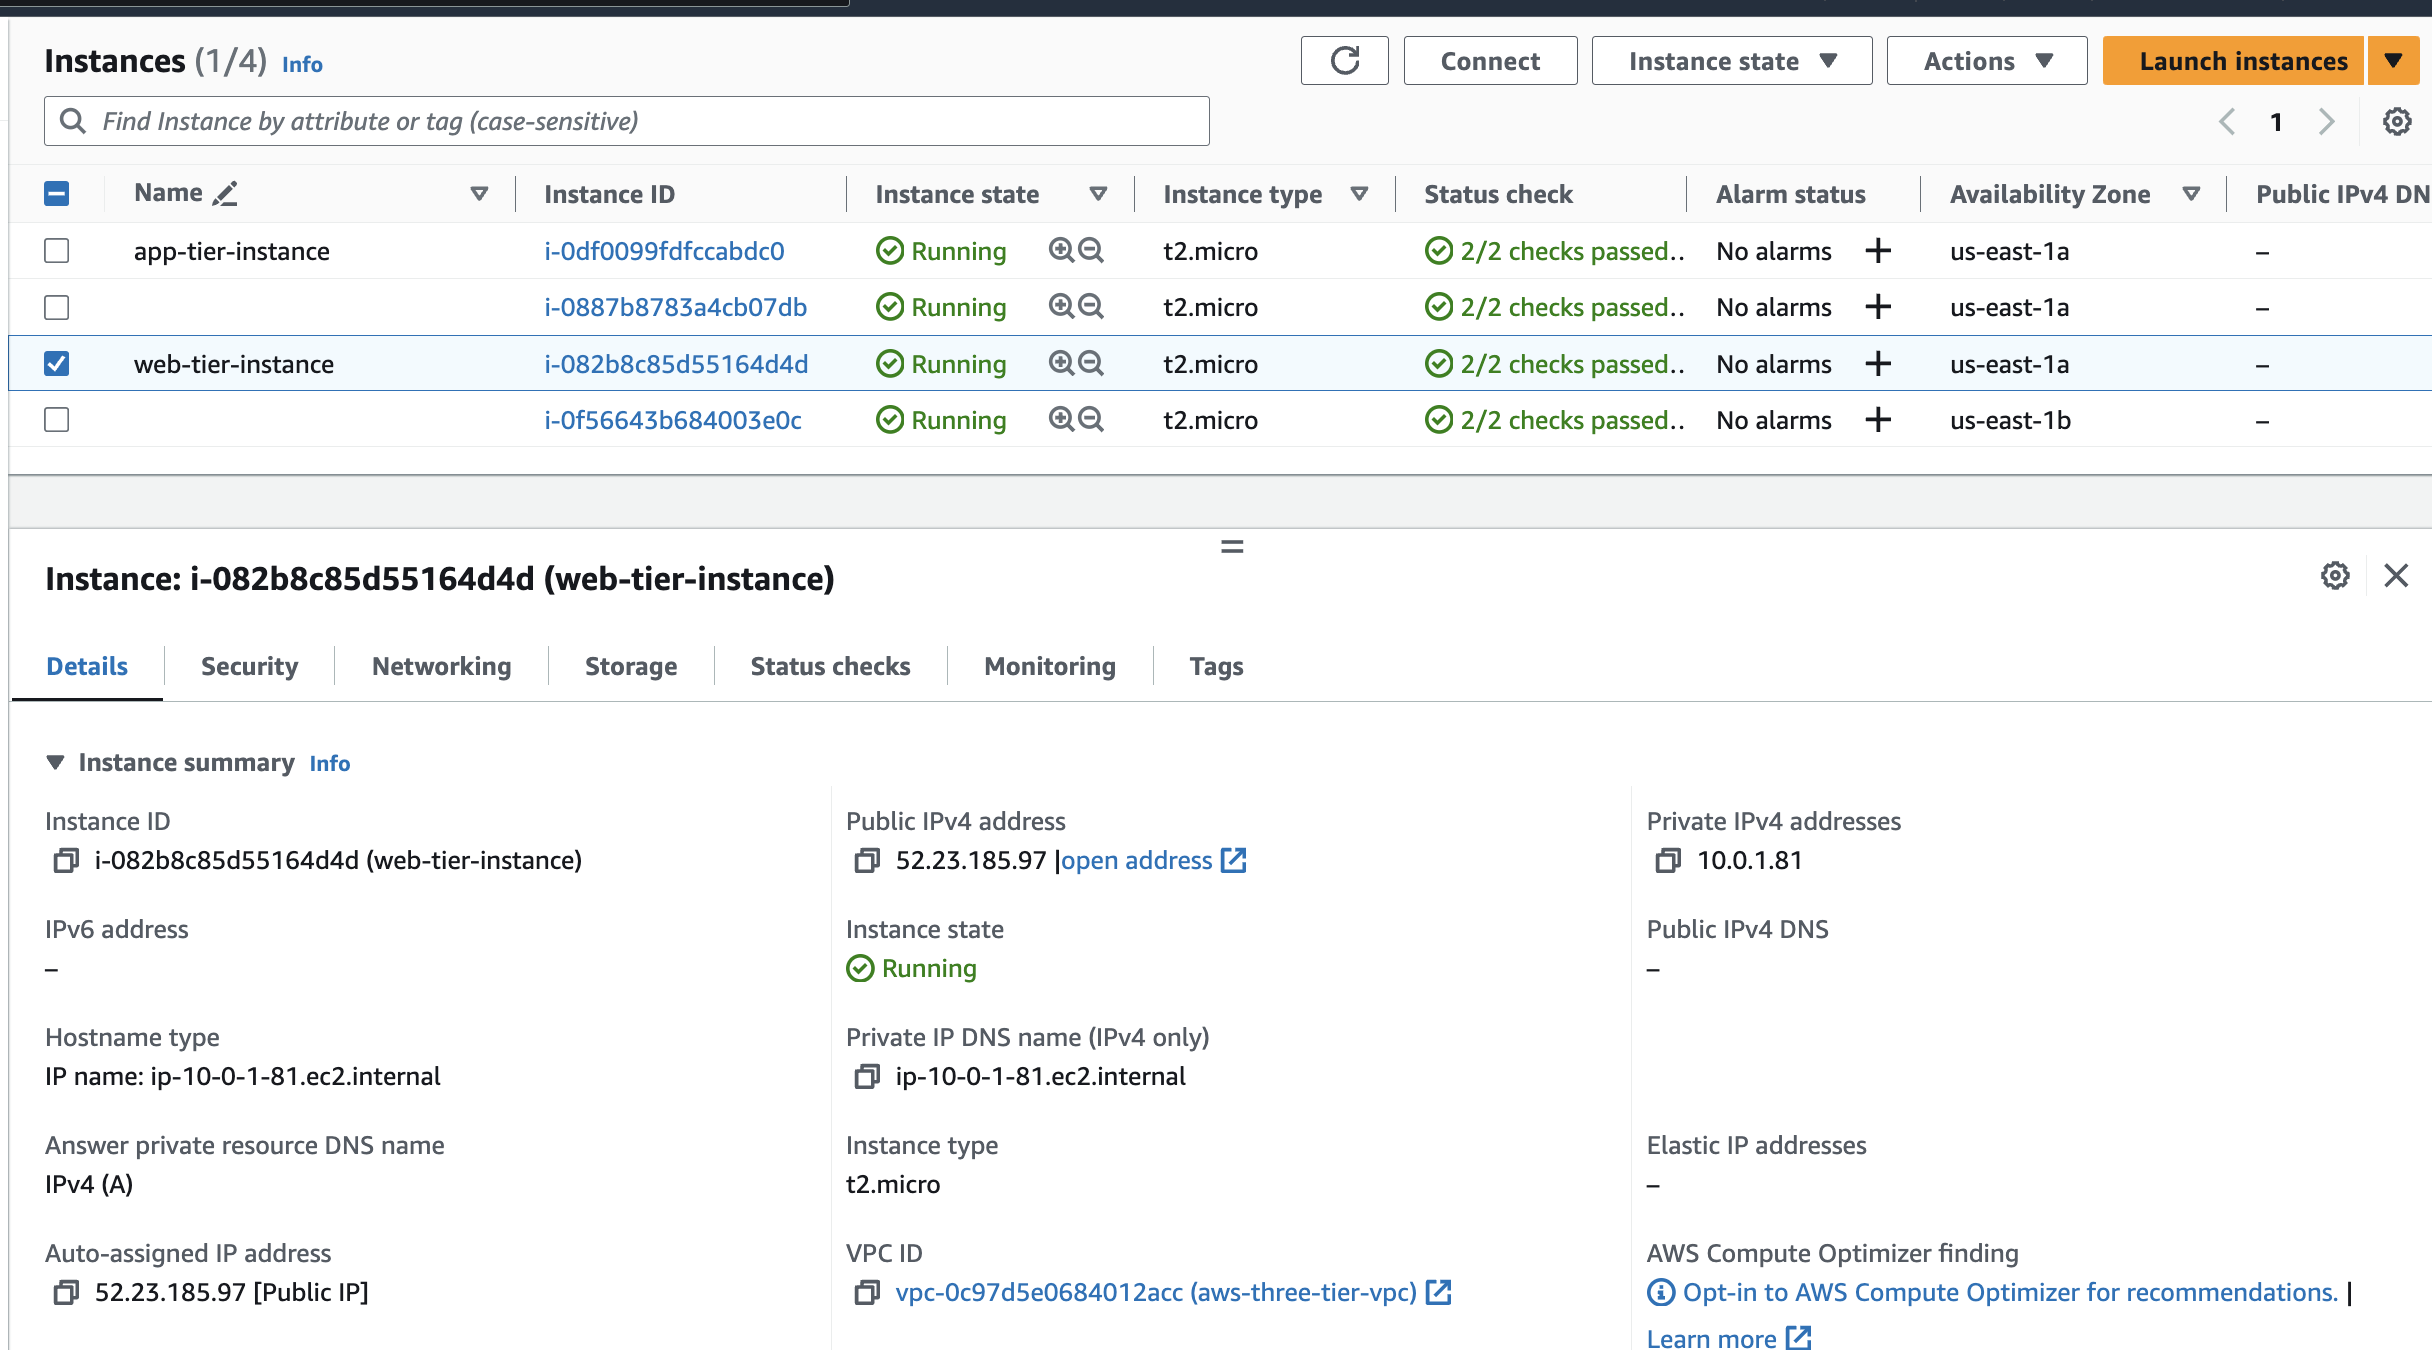 Instances (1/4) Info
Connect
Instance state
Actions
Launch instances
Find Instance by attribute or tag (case-sensitive)
1
Name Instance ID Instance state Instance type Status check Alarm status Availability Zone Public IPv4 DN
app-tier-instance i-0df0099fdfccabdc0 Running t2.micro 2/2 checks passed.. No alarms + us-east-1a –
i-0887b8783a4cb07db Running t2.micro 2/2 checks passed.. No alarms + us-east-1a –
web-tier-instance i-082b8c85d55164d4d Running t2.micro 2/2 checks passed.. No alarms + us-east-1a –
i-0f56643b684003e0c Running t2.micro 2/2 checks passed.. No alarms + us-east-1b –
Instance: i-082b8c85d55164d4d (web-tier-instance)
Details Security Networking Storage Status checks Monitoring Tags
Instance summary Info
Instance ID
i-082b8c85d55164d4d (web-tier-instance)
Public IPv4 address
52.23.185.97 |open address
Private IPv4 addresses
10.0.1.81
IPv6 address
–
Instance state
Running
Public IPv4 DNS
–
Hostname type
IP name: ip-10-0-1-81.ec2.internal
Private IP DNS name (IPv4 only)
ip-10-0-1-81.ec2.internal
Answer private resource DNS name
IPv4 (A)
Instance type
t2.micro
Elastic IP addresses
–
Auto-assigned IP address
52.23.185.97 [Public IP]
VPC ID
vpc-0c97d5e0684012acc (aws-three-tier-vpc)
AWS Compute Optimizer finding
Opt-in to AWS Compute Optimizer for recommendations. |
Learn more